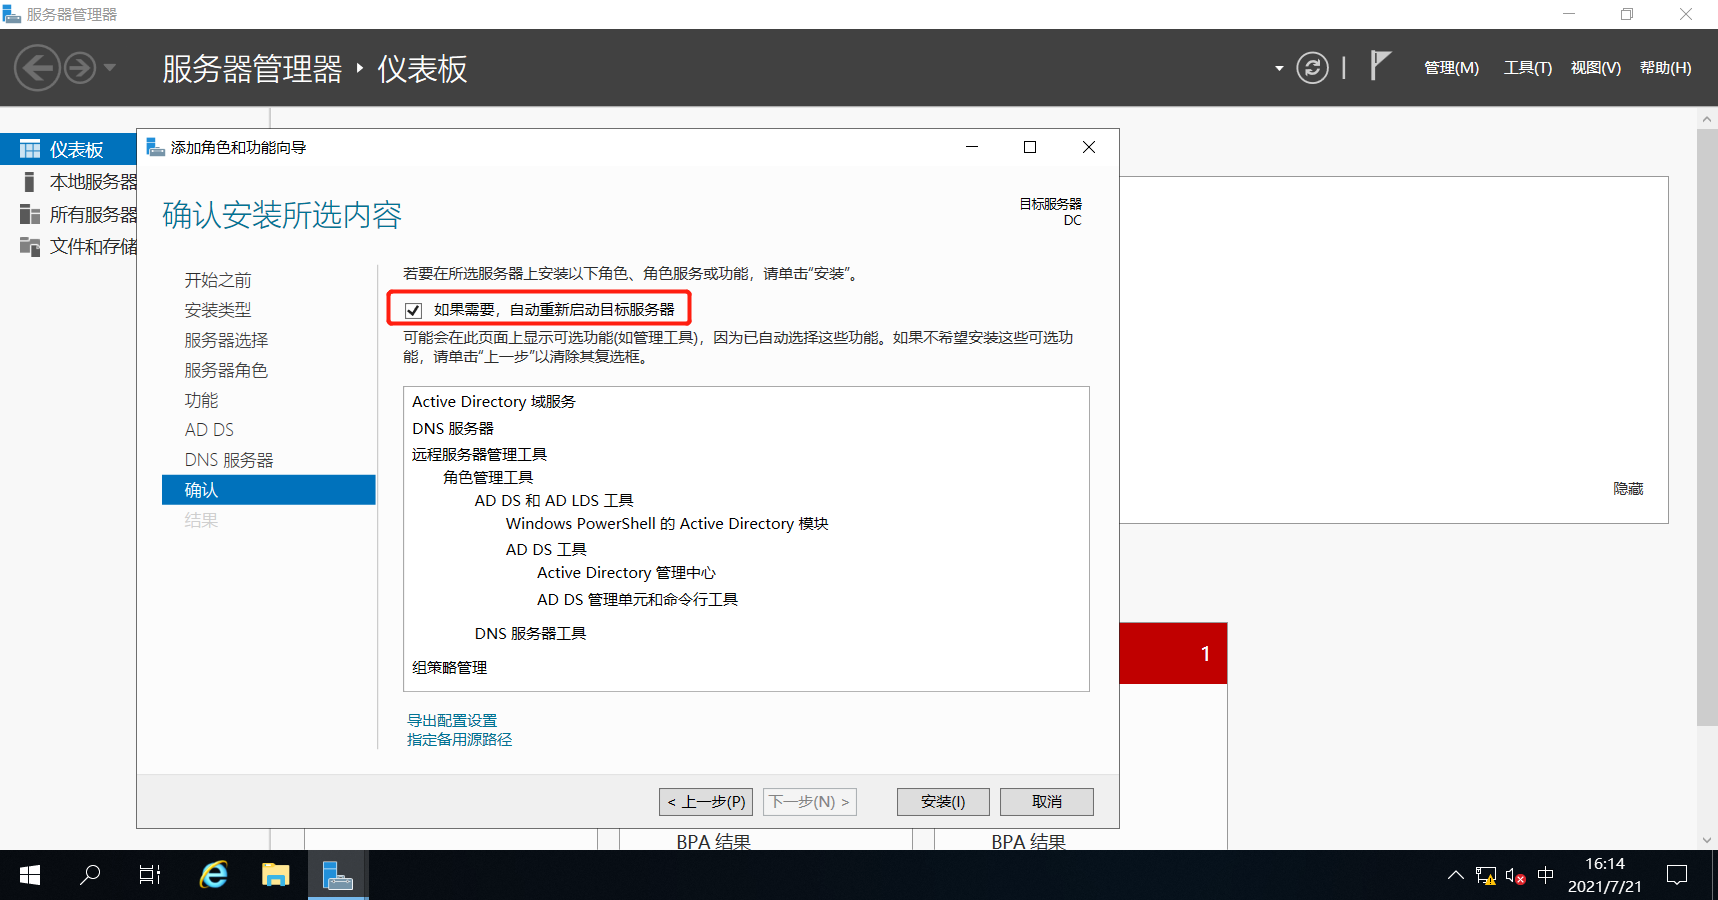 服务器管理器
服务器管理器 ‣ 仪表板
管理(M) 工具(T) 视图(V) 帮助(H)
仪表板
本地服务器
所有服务器
文件和存储
添加角色和功能向导
确认安装所选内容
目标服务器
DC
开始之前
安装类型
服务器选择
服务器角色
功能
AD DS
DNS 服务器
确认
结果
若要在所选服务器上安装以下角色、角色服务或功能，请单击“安装”。
如果需要，自动重新启动目标服务器
可能会在此页面上显示可选功能(如管理工具)，因为已自动选择这些功能。如果不希望安装这些可选功
能，请单击“上一步”以清除其复选框。
Active Directory 域服务
DNS 服务器
远程服务器管理工具
角色管理工具
AD DS 和 AD LDS 工具
Windows PowerShell 的 Active Directory 模块
AD DS 工具
Active Directory 管理中心
AD DS 管理单元和命令行工具
DNS 服务器工具
组策略管理
导出配置设置
指定备用源路径
< 上一步(P) 下一步(N) > 安装(I) 取消
隐藏
1
BPA 结果 BPA 结果
中
16:14
2021/7/21